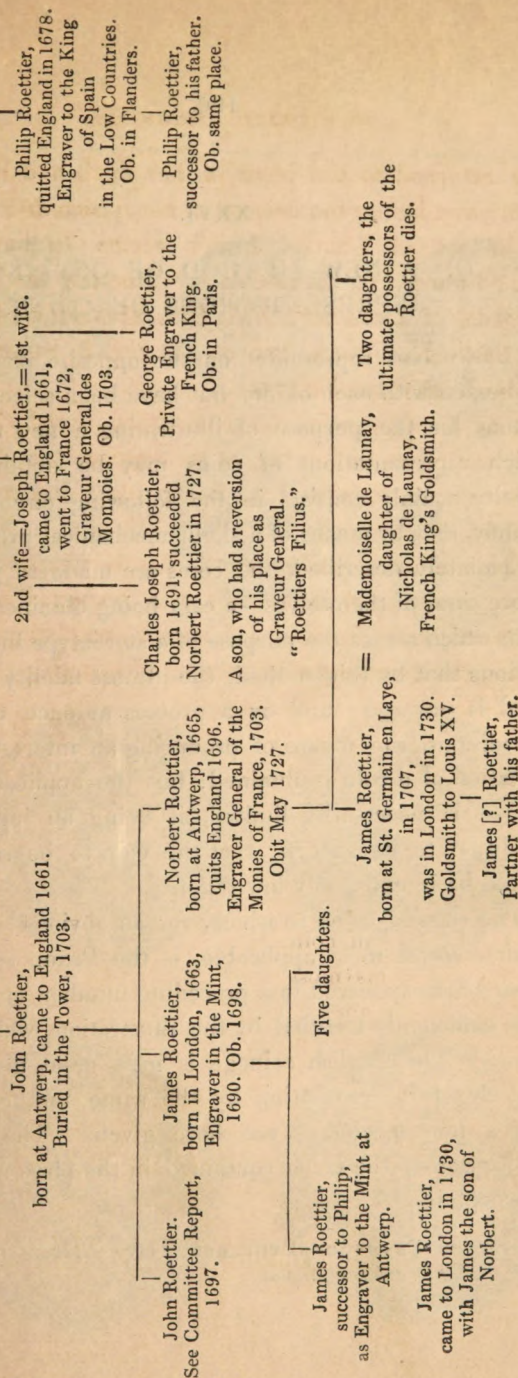 John Roettier,
born at Antwerp, came to England 1661.
Buried in the Tower, 1703.
2nd wife=Joseph Roettier,=1st wife.
came to England 1661,
went to France 1672,
Graveur General des
Monnoies. Ob. 1703.
Philip Roettier,
quitted England in 1678.
Engraver to the King
of Spain
in the Low Countries.
Ob. in Flanders.
John Roettier.
See Committee Report,
1697.
James Roettier,
born in London, 1663,
Engraver in the Mint,
1690. Ob. 1698.
Norbert Roettier,
born at Antwerp, 1665,
quits England 1696.
Engraver General of the
Monies of France, 1703.
Obit May 1727.
Charles Joseph Roettier,
born 1691, succeeded
Norbert Roettier in 1727.
A son, who had a reversion
of his place as
Graveur General.
"Roettiers Filius."
George Roettier,
Private Engraver to the
French King.
Ob. in Paris.
Philip Roettier,
successor to his father.
Ob. same place.
James Roettier,
successor to Philip,
as Engraver to the Mint at
Antwerp.
Five daughters.
James Roettier,
came to London in 1730,
with James the son of
Norbert.
James Roettier,
born at St. Germain en Laye,
in 1707,
was in London in 1730.
Goldsmith to Louis XV.
=
Mademoiselle de Launay,
daughter of
Nicholas de Launay,
French King's Goldsmith.
Two daughters, the
ultimate possessors of the
Roettier dies.
James [?] Roettier,
Partner with his father.